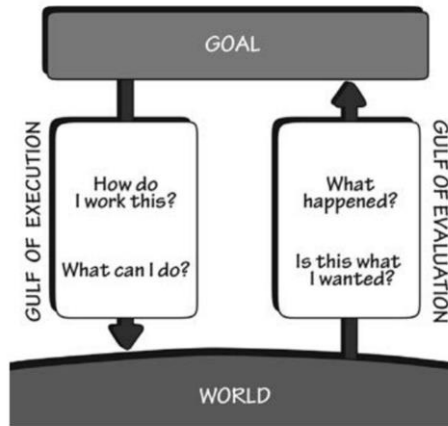 GOAL
GULF OF EXECUTION
How do
I work this?
What can I do?
What
happened?
Is this what
I wanted?
GULF OF EVALUATION
WORLD